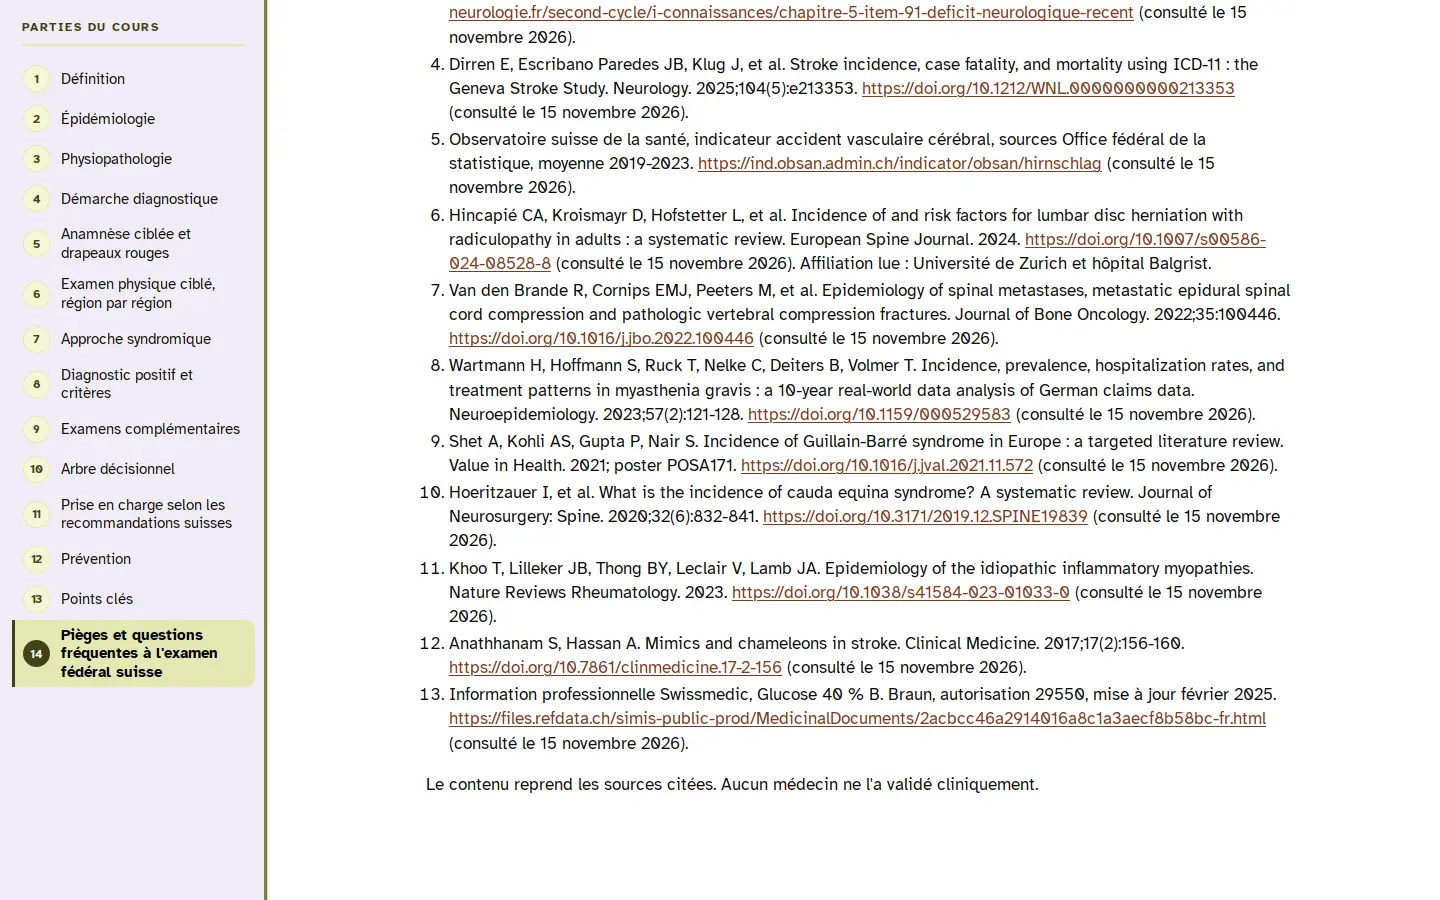 PARTIES DU COURS
1 Définition
2 Épidémiologie
3 Physiopathologie
4 Démarche diagnostique
5 Anamnèse ciblée et
drapeaux rouges
6 Examen physique ciblé,
région par région
7 Approche syndromique
8 Diagnostic positif et
critères
9 Examens complémentaires
10 Arbre décisionnel
11 Prise en charge selon les
recommandations suisses
12 Prévention
13 Points clés
14 Pièges et questions
fréquentes à l'examen
fédéral suisse
neurologie.fr/second-cycle/i-connaissances/chapitre-5-item-91-deficit-neurologique-recent (consulté le 15
novembre 2026).
4. Dirren E, Escribano Paredes JB, Klug J, et al. Stroke incidence, case fatality, and mortality using ICD-11 : the
Geneva Stroke Study. Neurology. 2025;104(5):e213353. https://doi.org/10.1212/WNL.0000000000213353
(consulté le 15 novembre 2026).
5. Observatoire suisse de la santé, indicateur accident vasculaire cérébral, sources Office fédéral de la
statistique, moyenne 2019-2023. https://ind.obsan.admin.ch/indicator/obsan/hirnschlag (consulté le 15
novembre 2026).
6. Hincapié CA, Kroismayr D, Hofstetter L, et al. Incidence of and risk factors for lumbar disc herniation with
radiculopathy in adults : a systematic review. European Spine Journal. 2024. https://doi.org/10.1007/s00586-
024-08528-8 (consulté le 15 novembre 2026). Affiliation lue : Université de Zurich et hôpital Balgrist.
7. Van den Brande R, Cornips EMJ, Peeters M, et al. Epidemiology of spinal metastases, metastatic epidural spinal
cord compression and pathologic vertebral compression fractures. Journal of Bone Oncology. 2022;35:100446.
https://doi.org/10.1016/j.jbo.2022.100446 (consulté le 15 novembre 2026).
8. Wartmann H, Hoffmann S, Ruck T, Nelke C, Deiters B, Volmer T. Incidence, prevalence, hospitalization rates, and
treatment patterns in myasthenia gravis : a 10-year real-world data analysis of German claims data.
Neuroepidemiology. 2023;57(2):121-128. https://doi.org/10.1159/000529583 (consulté le 15 novembre 2026).
9. Shet A, Kohli AS, Gupta P, Nair S. Incidence of Guillain-Barré syndrome in Europe : a targeted literature review.
Value in Health. 2021; poster POSA171. https://doi.org/10.1016/j.jval.2021.11.572 (consulté le 15 novembre 2026).
10. Hoeritzauer I, et al. What is the incidence of cauda equina syndrome? A systematic review. Journal of
Neurosurgery: Spine. 2020;32(6):832-841. https://doi.org/10.3171/2019.12.SPINE19839 (consulté le 15 novembre
2026).
11. Khoo T, Lilleker JB, Thong BY, Leclair V, Lamb JA. Epidemiology of the idiopathic inflammatory myopathies.
Nature Reviews Rheumatology. 2023. https://doi.org/10.1038/s41584-023-01033-0 (consulté le 15 novembre
2026).
12. Anathhanam S, Hassan A. Mimics and chameleons in stroke. Clinical Medicine. 2017;17(2):156-160.
https://doi.org/10.7861/clinmedicine.17-2-156 (consulté le 15 novembre 2026).
13. Information professionnelle Swissmedic, Glucose 40 % B. Braun, autorisation 29550, mise à jour février 2025.
https://files.refdata.ch/simis-public-prod/MedicinalDocuments/2acbcc46a2914016a8c1a3aecf8b58bc-fr.html
(consulté le 15 novembre 2026).
Le contenu reprend les sources citées. Aucun médecin ne l'a validé cliniquement.